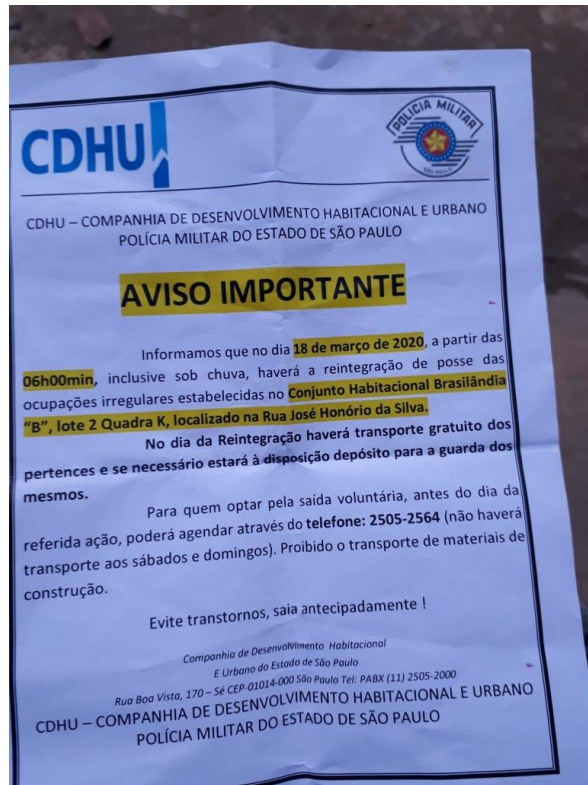 CDHU
POLÍCIA MILITAR
SÃO PAULO
CDHU – COMPANHIA DE DESENVOLVIMENTO HABITACIONAL E URBANO
POLÍCIA MILITAR DO ESTADO DE SÃO PAULO
AVISO IMPORTANTE
Informamos que no dia 18 de março de 2020, a partir das
06h00min, inclusive sob chuva, haverá a reintegração de posse das
ocupações irregulares estabelecidas no Conjunto Habitacional Brasilândia
"B", lote 2 Quadra K, localizado na Rua José Honório da Silva.
No dia da Reintegração haverá transporte gratuito dos
pertences e se necessário estará à disposição depósito para a guarda dos
mesmos.
Para quem optar pela saída voluntária, antes do dia da
referida ação, poderá agendar através do telefone: 2505-2564 (não haverá
transporte aos sábados e domingos). Proibido o transporte de materiais de
construção.
Evite transtornos, saia antecipadamente !
Companhia de Desenvolvimento Habitacional
E Urbano do Estado de São Paulo
Rua Boa Vista, 170 – Sé CEP-01014-000 São Paulo Tel: PABX (11) 2505-2000
CDHU – COMPANHIA DE DESENVOLVIMENTO HABITACIONAL E URBANO
POLÍCIA MILITAR DO ESTADO DE SÃO PAULO